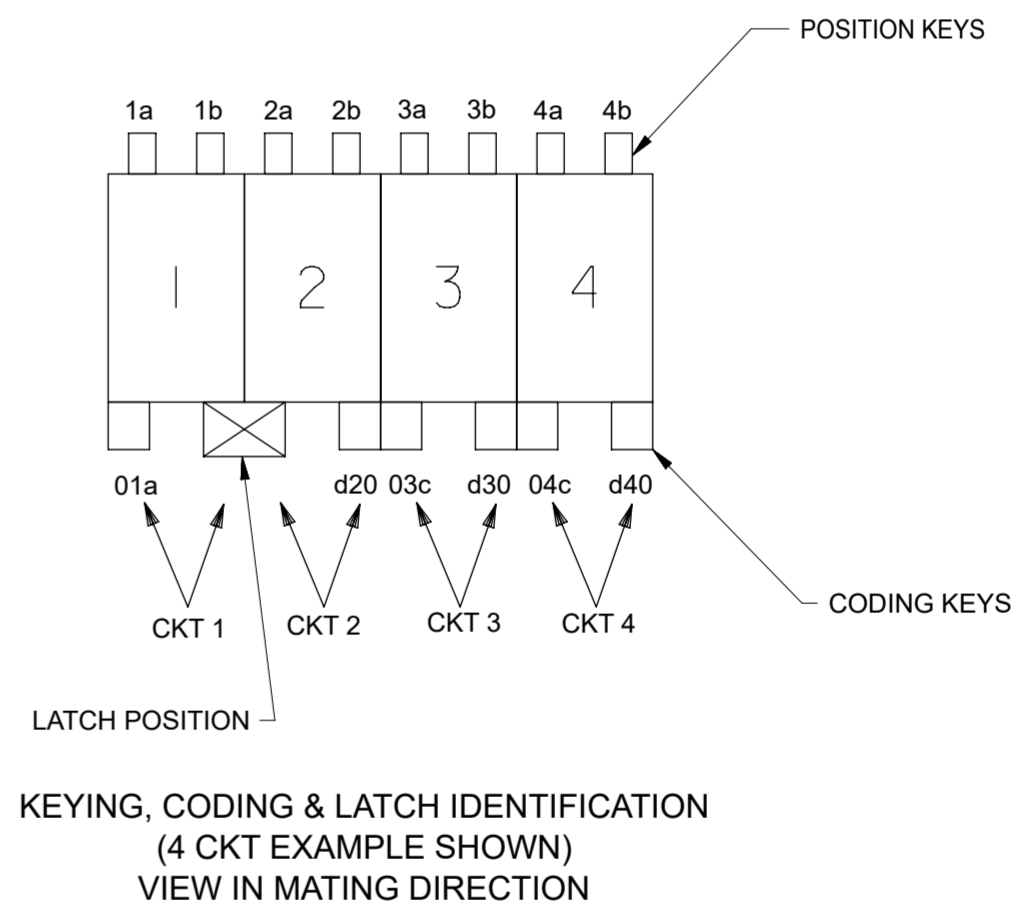 POSITION KEYS
1a 1b 2a 2b 3a 3b 4a 4b
1 2 3 4
01a d20 03c d30 04c d40
CKT 1 CKT 2 CKT 3 CKT 4
CODING KEYS
LATCH POSITION
KEYING, CODING & LATCH IDENTIFICATION
(4 CKT EXAMPLE SHOWN)
VIEW IN MATING DIRECTION